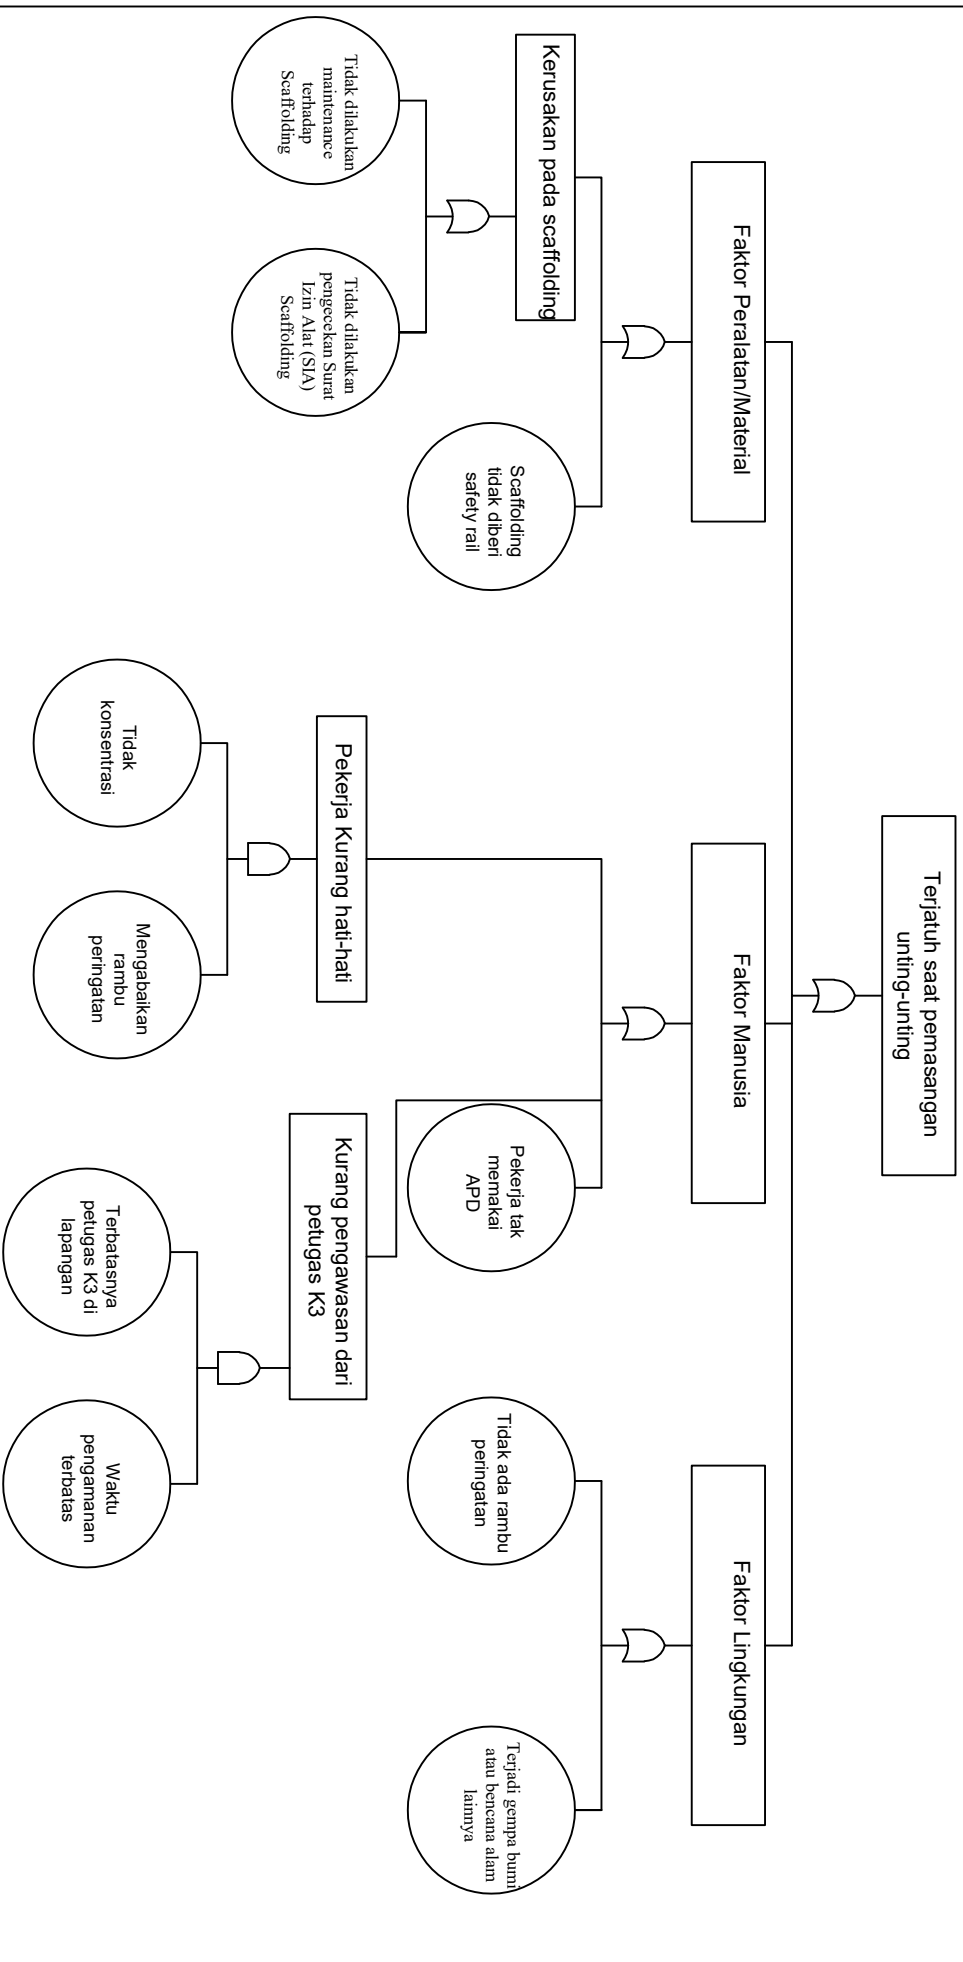 Terjatuh saat pemasangan
unting-unting
Faktor Peralatan/Material
Faktor Manusia
Faktor Lingkungan
Kerusakan pada scaffolding
Scaffolding
tidak diberi
safety rail
Pekerja tak
memakai
APD
Tidak ada rambu
peringatan
Terjadi gempa bumi
atau bencana alam
lainnya
Tidak dilakukan
maintenance
terhadap
Scaffolding
Tidak dilakukan
pengecekan Surat
Izin Alat (SIA)
Scaffolding
Pekerja Kurang hati-hati
Kurang pengawasan dari
petugas K3
Tidak
konsentrasi
Mengabaikan
rambu
peringatan
Terbatasnya
petugas K3 di
lapangan
Waktu
pengamanan
terbatas